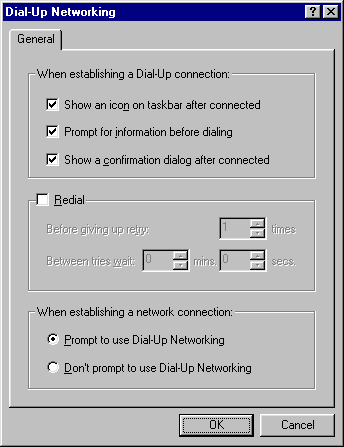 Dial-Up Networking
General
When establishing a Dial-Up connection:
Show an icon on taskbar after connected
Prompt for information before dialing
Show a confirmation dialog after connected
Redial
Before giving up retry: 1 times
Between tries wait: 0 mins. 0 secs.
When establishing a network connection:
Prompt to use Dial-Up Networking
Don't prompt to use Dial-Up Networking
OK Cancel